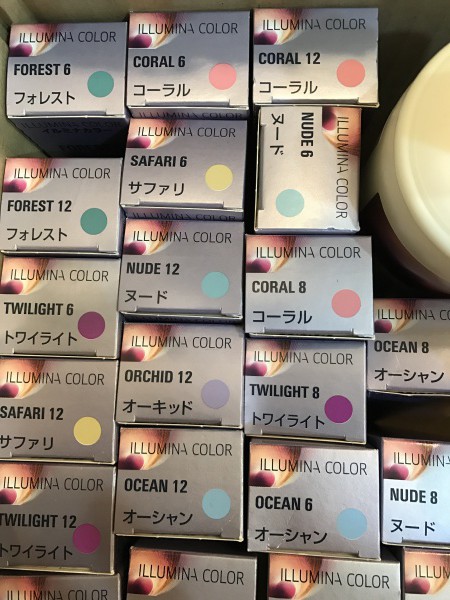 ILLUMINA COLOR
FOREST 6
フォレスト
ILLUMINA COLOR
CORAL 6
コーラル
ILLUMINA COLOR
CORAL 12
コーラル
ILLUMINA COLOR
SAFARI 6
サファリ
ILLUMINA COLOR
NUDE 6
ヌード
ILLUMINA COLOR
FOREST 12
フォレスト
ILLUMINA COLOR
NUDE 12
ヌード
ILLUMINA COLOR
CORAL 8
コーラル
ILLUMINA COLOR
TWILIGHT 6
トワイライト
ILLUMINA COLOR
ORCHID 12
オーキッド
ILLUMINA COLOR
TWILIGHT 8
トワイライト
ILLUMINA CO
OCEAN 8
オーシャン
ILLUMINA COLOR
SAFARI 12
サファリ
ILLUMINA COLOR
OCEAN 12
オーシャン
ILLUMINA COLOR
OCEAN 6
オーシャン
ILLUMINA
NUDE 8
ヌード
ILLUMINA COLOR
TWILIGHT 12
トワイライト
ILLUMINA COLOR
ILLUMINA COLOR
ILLUMINA COLOR